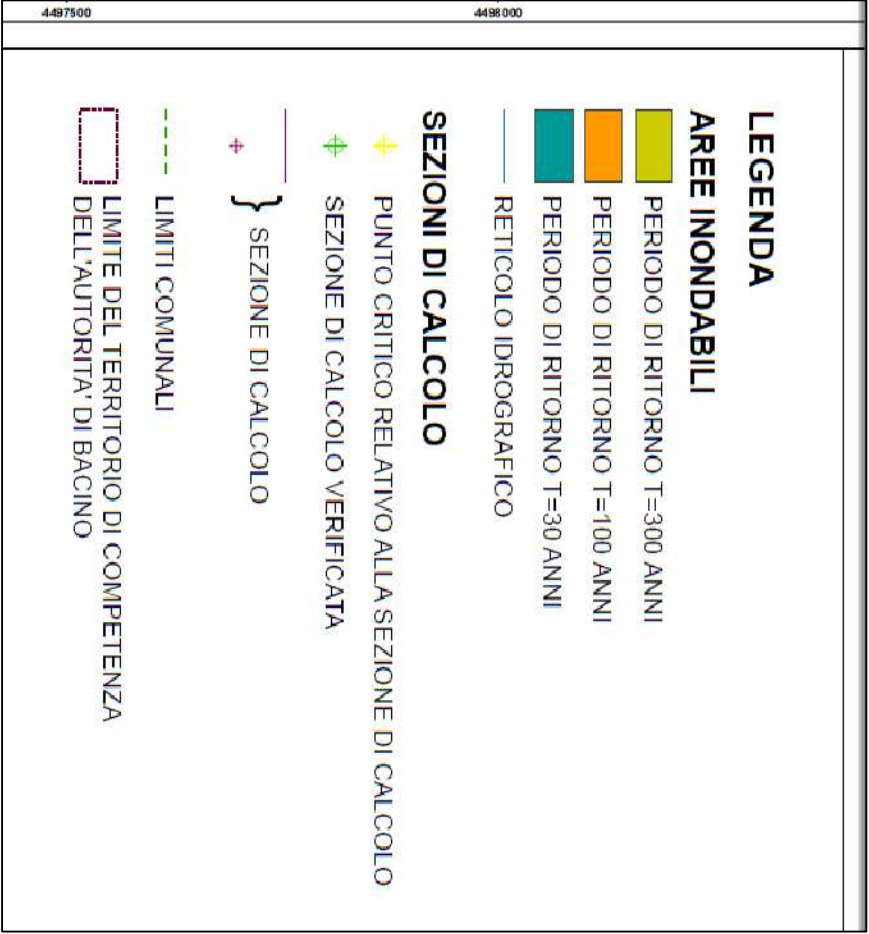 4497500
4498000
LEGENDA
AREE INONDABILI
PERIODO DI RITORNO T=300 ANNI
PERIODO DI RITORNO T=100 ANNI
PERIODO DI RITORNO T=30 ANNI
RETICOLO IDROGRAFICO
SEZIONI DI CALCOLO
PUNTO CRITICO RELATIVO ALLA SEZIONE DI CALCOLO
SEZIONE DI CALCOLO VERIFICATA
} SEZIONE DI CALCOLO
LIMITI COMUNALI
LIMITE DEL TERRITORIO DI COMPETENZA
DELL'AUTORITA' DI BACINO